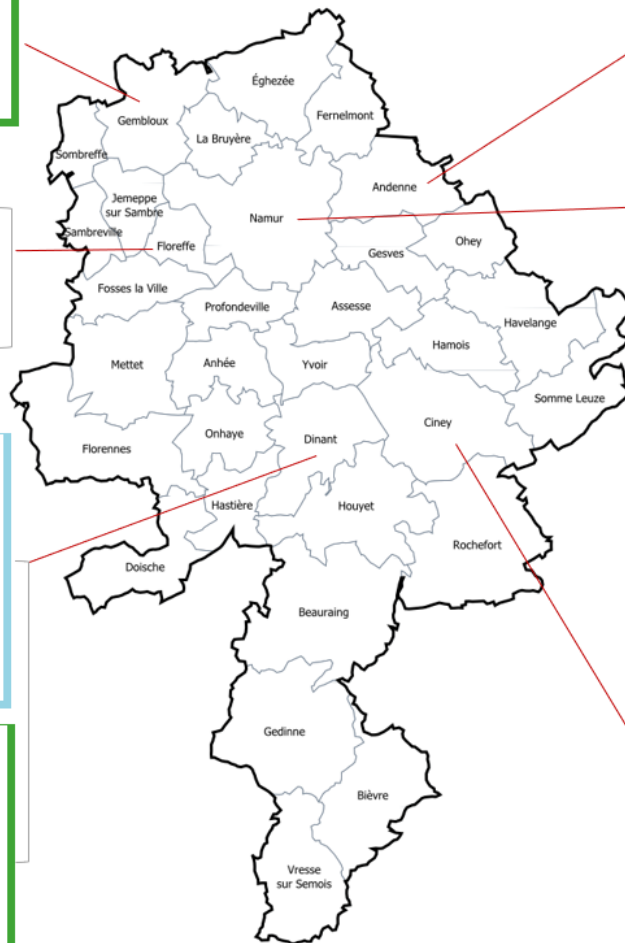 Éghezée
Gembloux
Fernelmont
La Bruyère
Sombreffe
Andenne
Jemeppe
sur Sambre
Namur
Sambreville
Floreffe
Ohey
Gesves
Fosses la Ville
Profondeville
Assesse
Havelange
Hamois
Mettet
Anhée
Yvoir
Somme Leuze
Ciney
Onhaye
Dinant
Florennes
Hastière
Houyet
Rochefort
Doische
Beauraing
Gedinne
Bièvre
Vresse
sur Semois